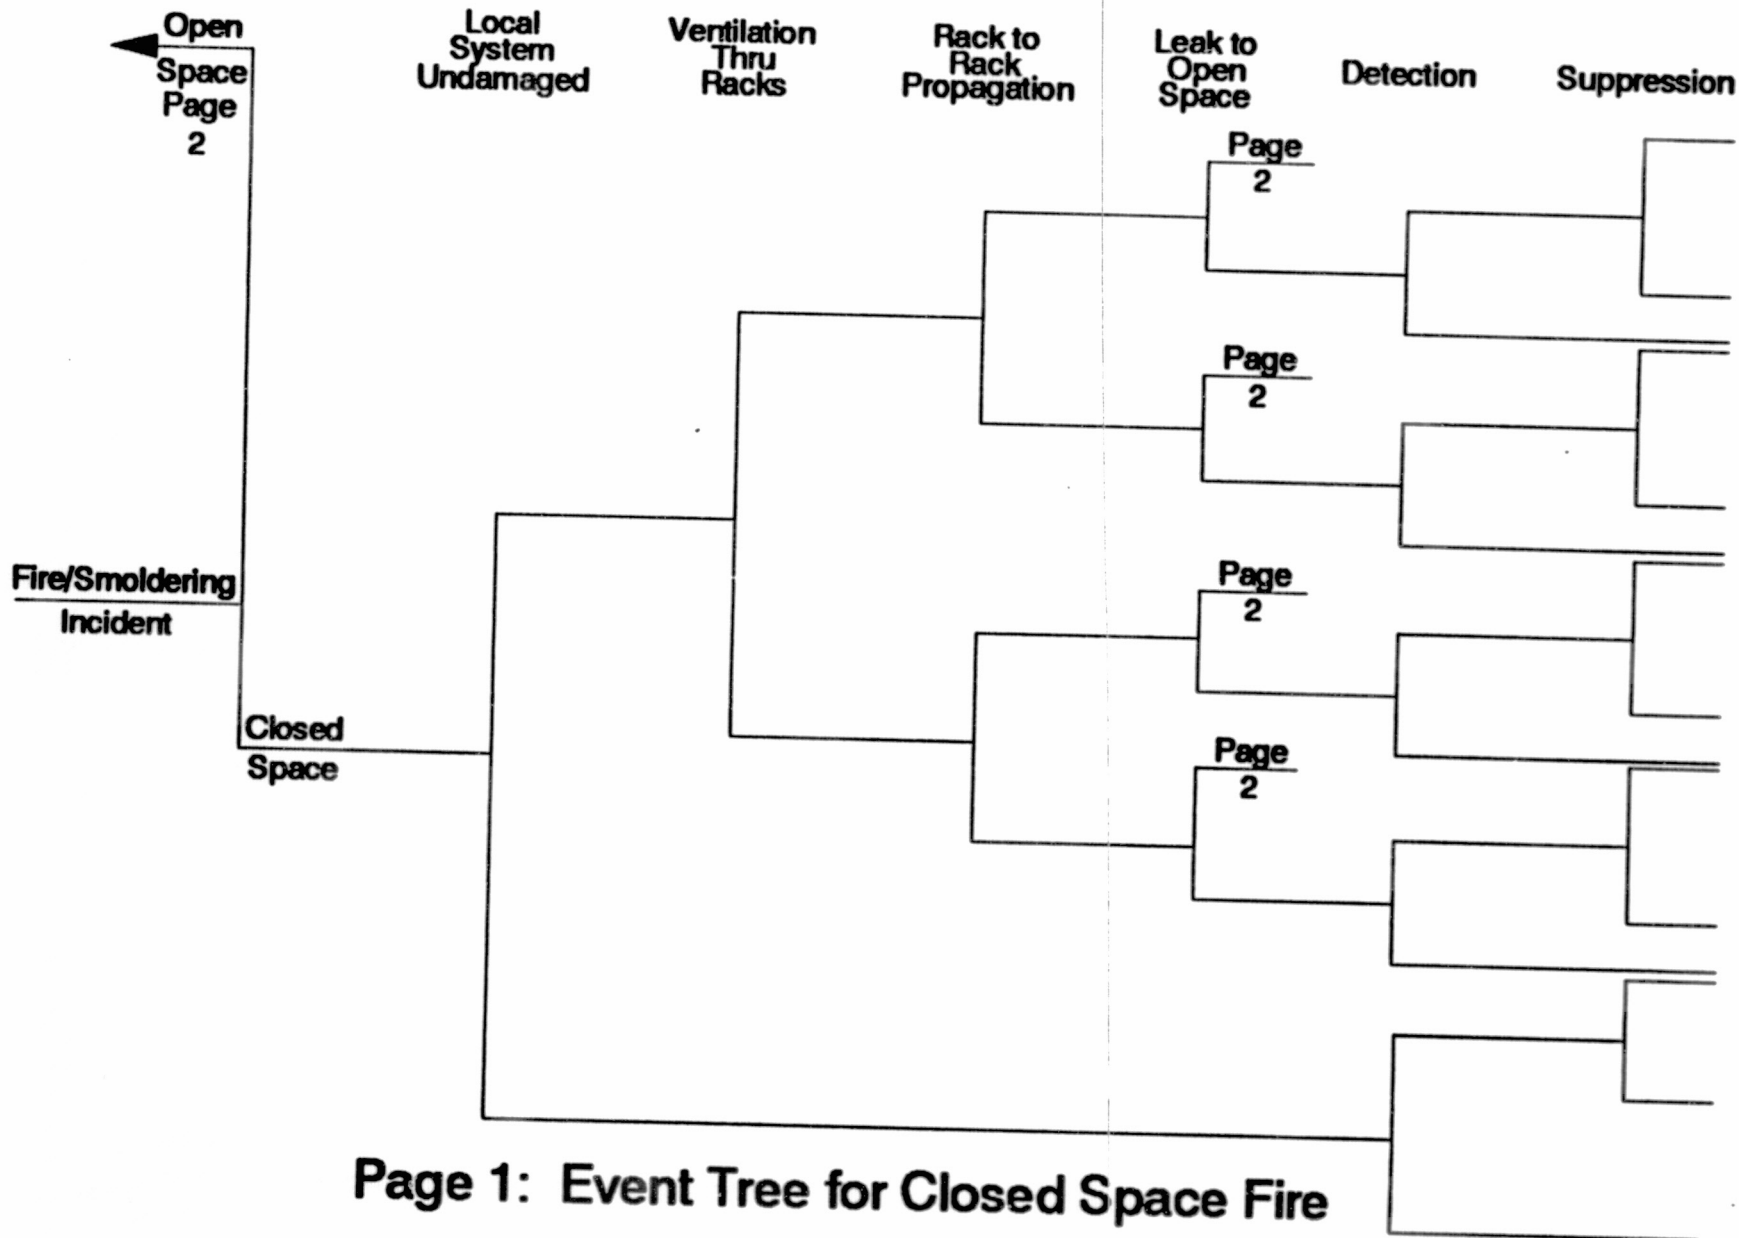 Open
Space
Page
2
Local
System
Undamaged
Ventilation
Thru
Racks
Rack to
Rack
Propagation
Leak to
Open
Space
Detection
Suppression
Page
2
Page
2
Fire/Smoldering
Incident
Page
2
Closed
Space
Page
2
Page 1: Event Tree for Closed Space Fire